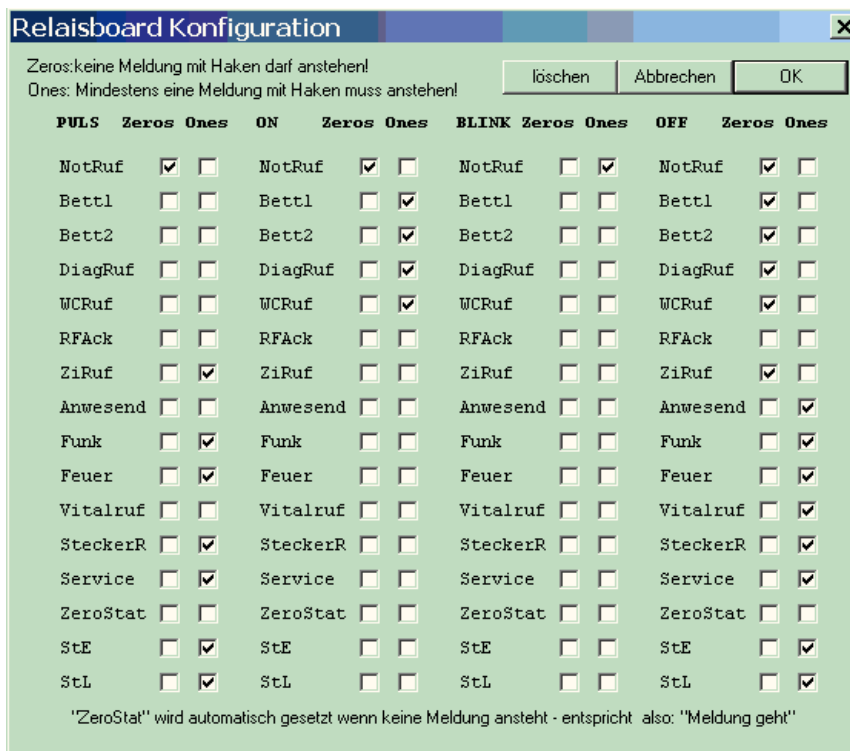 Relaisboard Konfiguration
Zeros:keine Meldung mit Haken darf anstehen!
Ones: Mindestens eine Meldung mit Haken muss anstehen!
löschen Abbrechen OK
PULS Zeros Ones ON Zeros Ones BLINK Zeros Ones OFF Zeros Ones
NotRuf NotRuf NotRuf NotRuf
Bett1 Bett1 Bett1 Bett1
Bett2 Bett2 Bett2 Bett2
DiagRuf DiagRuf DiagRuf DiagRuf
WCRuf WCRuf WCRuf WCRuf
RFAck RFAck RFAck RFAck
ZiRuf ZiRuf ZiRuf ZiRuf
Anwesend Anwesend Anwesend Anwesend
Funk Funk Funk Funk
Feuer Feuer Feuer Feuer
Vitalruf Vitalruf Vitalruf Vitalruf
SteckerR SteckerR SteckerR SteckerR
Service Service Service Service
ZeroStat ZeroStat ZeroStat ZeroStat
StE StE StE StE
StL StL StL StL
"ZeroStat" wird automatisch gesetzt wenn keine Meldung ansteht - entspricht also: "Meldung geht"